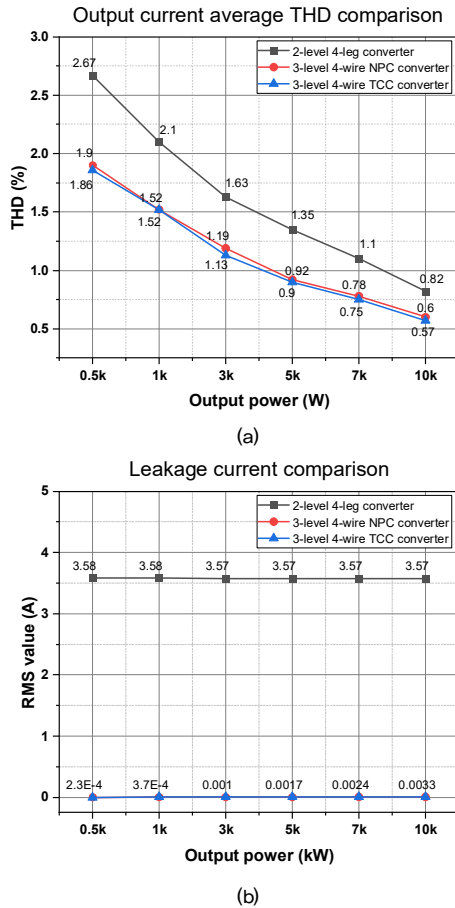 Output current average THD comparison
3.0
2.5
2.0
1.5
1.0
0.5
THD (%)
2-level 4-leg converter
3-level 4-wire NPC converter
3-level 4-wire TCC converter
2.67
2.1
1.63
1.35
1.1
0.82
1.9
1.52
1.19
0.92
0.78
0.6
1.86
1.52
1.13
0.9
0.75
0.57
0.5k 1k 3k 5k 7k 10k
Output power (W)
(a)
Leakage current comparison
5
4
3
2
1
0
RMS value (A)
2-level 4-leg converter
3-level 4-wire NPC converter
3-level 4-wire TCC converter
3.58 3.58 3.57 3.57 3.57 3.57
2.3E-4 3.7E-4 0.001 0.0017 0.0024 0.0033
0.5k 1k 3k 5k 7k 10k
Output power (kW)
(b)